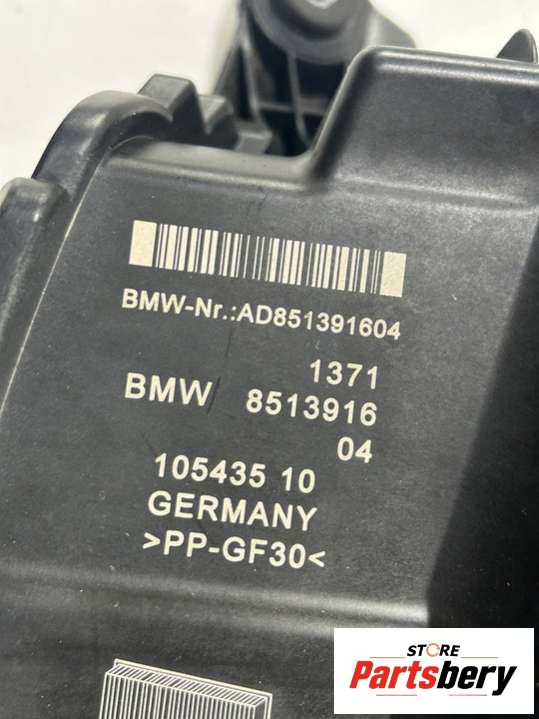 BMW-Nr.:AD851391604
1371
BMW 8513916
04
105435 10
GERMANY
>PP-GF30<
STORE
Partsbery